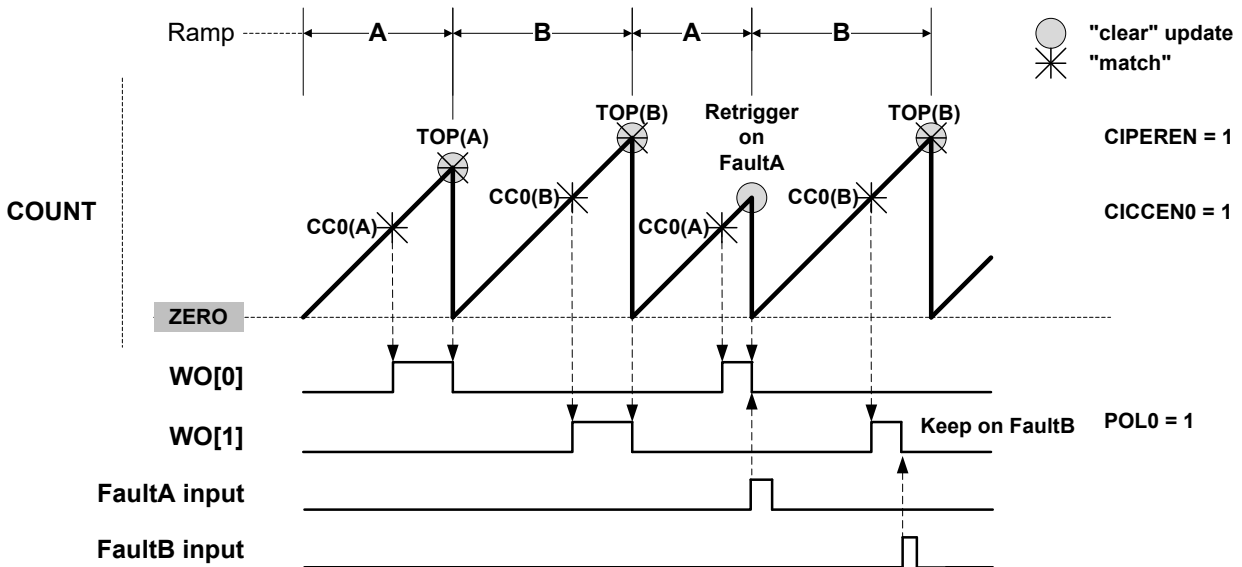 Ramp
A
B
A
B
"clear" update
"match"
TOP(A)
TOP(B)
Retrigger
on
FaultA
TOP(B)
CIPEREN = 1
COUNT
CC0(A)
CC0(B)
CC0(A)
CC0(B)
CICCEN0 = 1
ZERO
WO[0]
WO[1]
Keep on FaultB
POL0 = 1
FaultA input
FaultB input